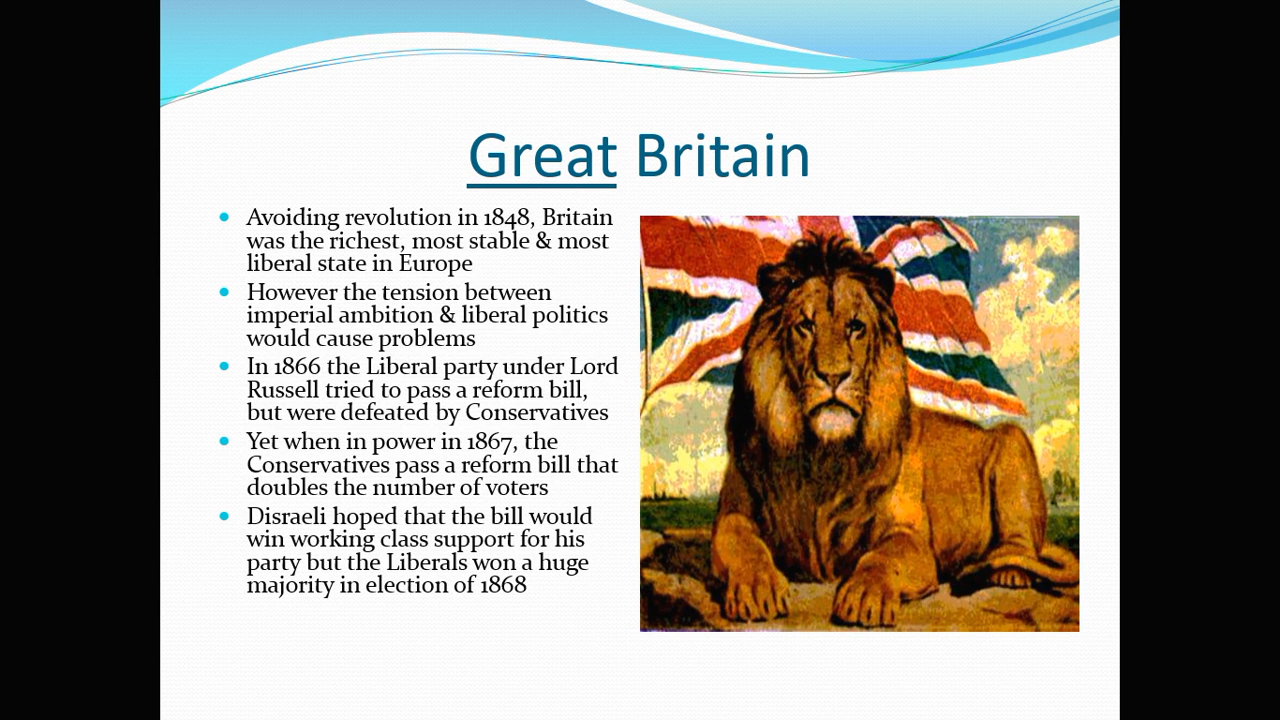 Great Britain
Avoiding revolution in 1848, Britain
was the richest, most stable & most
liberal state in Europe
However the tension between
imperial ambition & liberal politics
would cause problems
In 1866 the Liberal party under Lord
Russell tried to pass a reform bill,
but were defeated by Conservatives
Yet when in power in 1867, the
Conservatives pass a reform bill that
doubles the number of voters
Disraeli hoped that the bill would
win working class support for his
party but the Liberals won a huge
majority in election of 1868